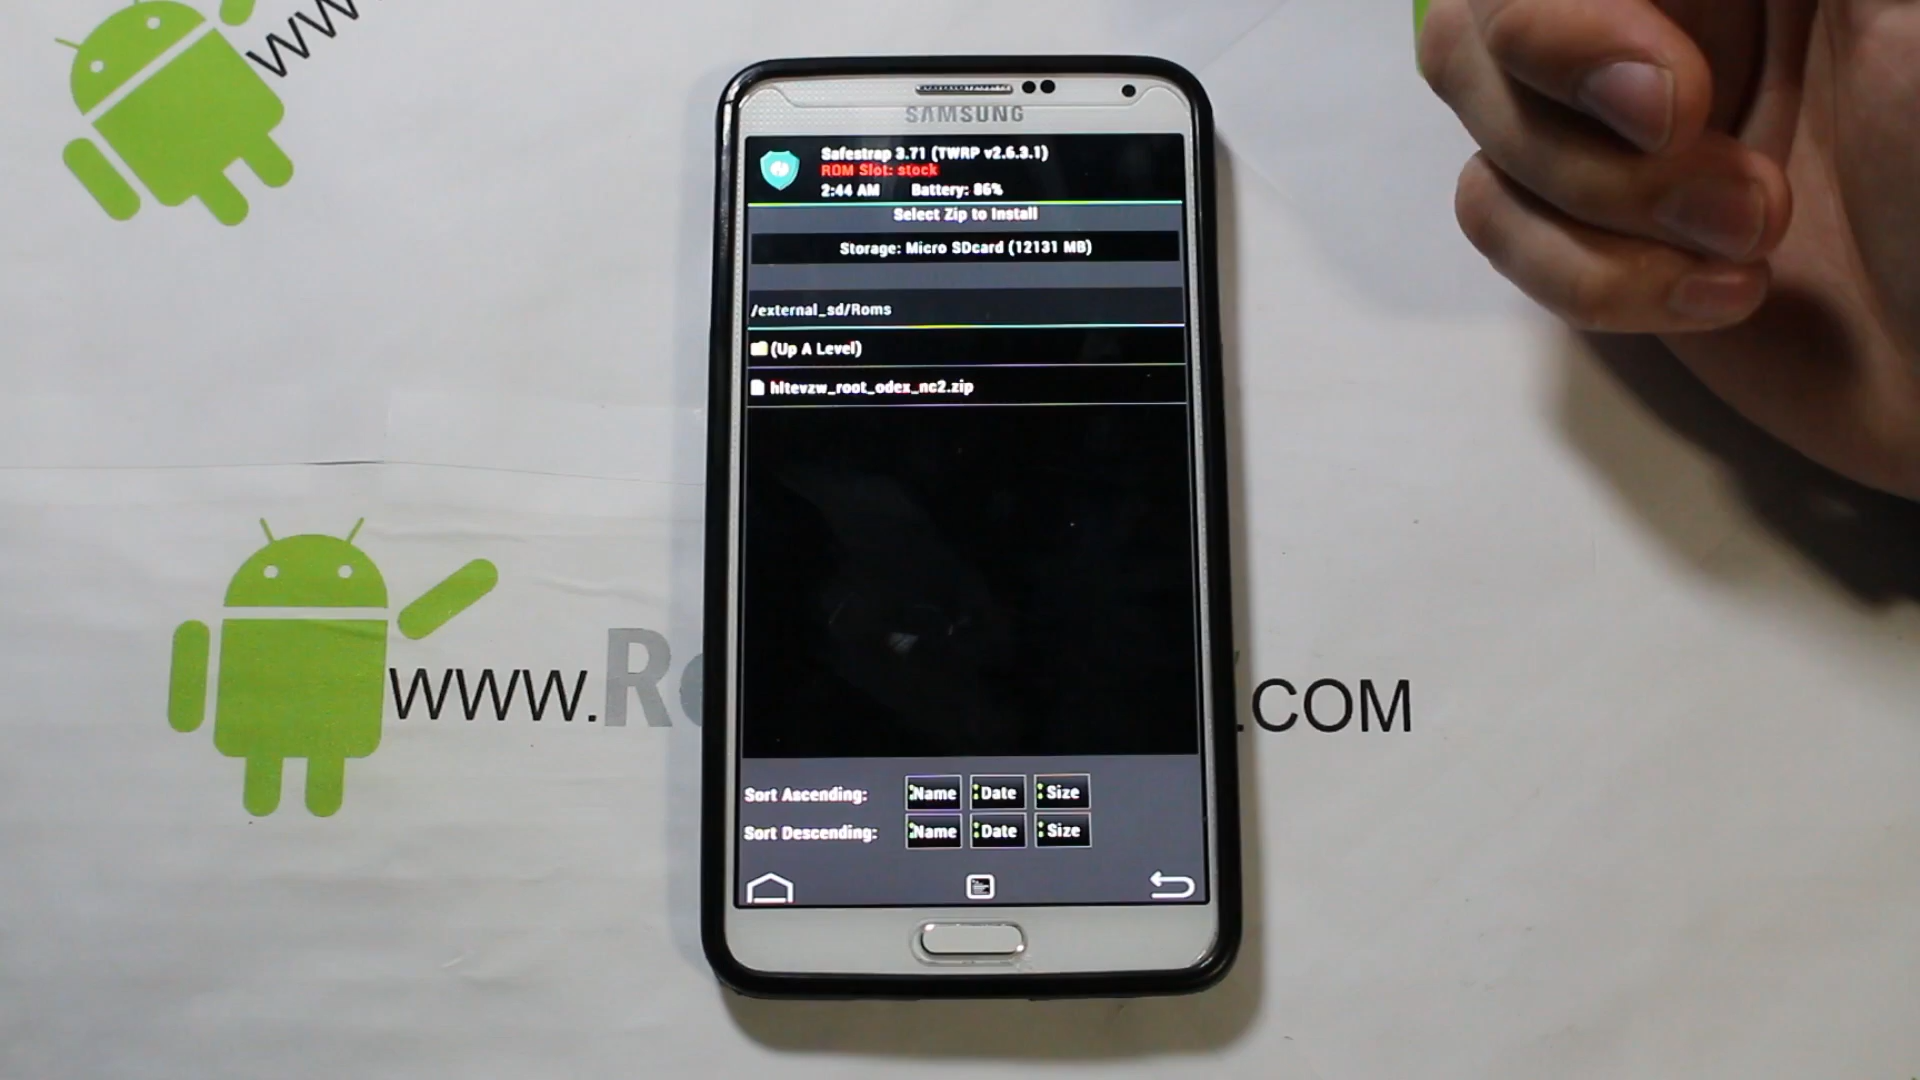 WW
SAMSUNG
Safestrap 3.71 (TWRP v2.6.3.1)
ROM Slot: stock
2:44 AM Battery: 86%
Select Zip to Install
Storage: Micro SDcard (12131 MB)
/external_sd/Roms
(Up A Level)
hltevzw_root_odex_nc2.zip
www.R
.COM
Sort Ascending: Name Date Size
Sort Descending: Name Date Size